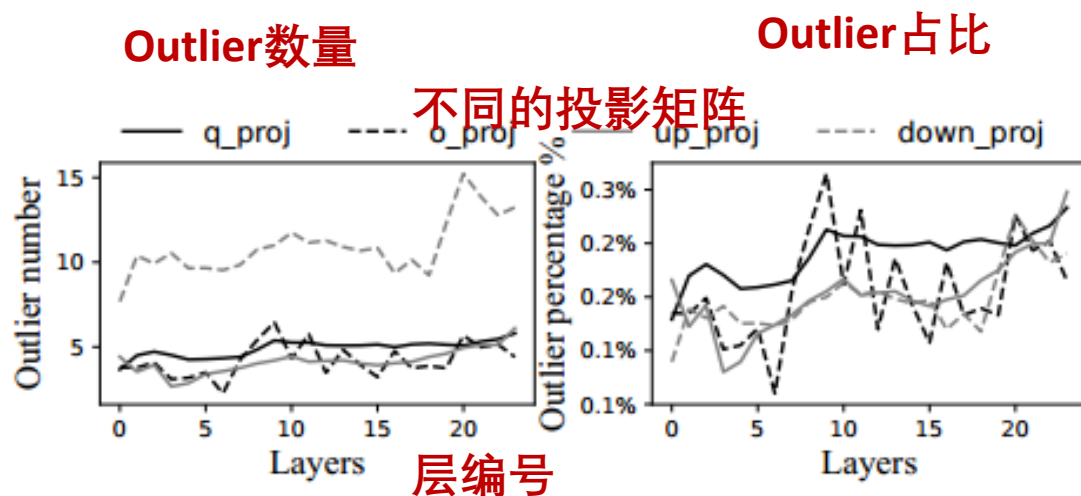 Outlier数量
Outlier占比
不同的投影矩阵
q_proj
o_proj
up_proj
down_proj
Outlier number
15
10
5
0
5
10
15
20
Layers
Outlier percentage %
0.3%
0.2%
0.2%
0.1%
0.1%
0
5
10
15
20
Layers
层编号